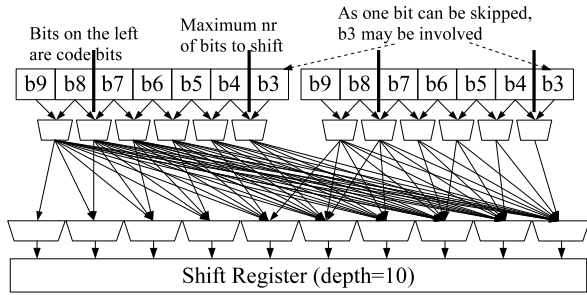 Bits on the left
are code bits
Maximum nr
of bits to shift
As one bit can be skipped,
b3 may be involved
b9 b8 b7 b6 b5 b4 b3
b9 b8 b7 b6 b5 b4 b3
Shift Register (depth=10)